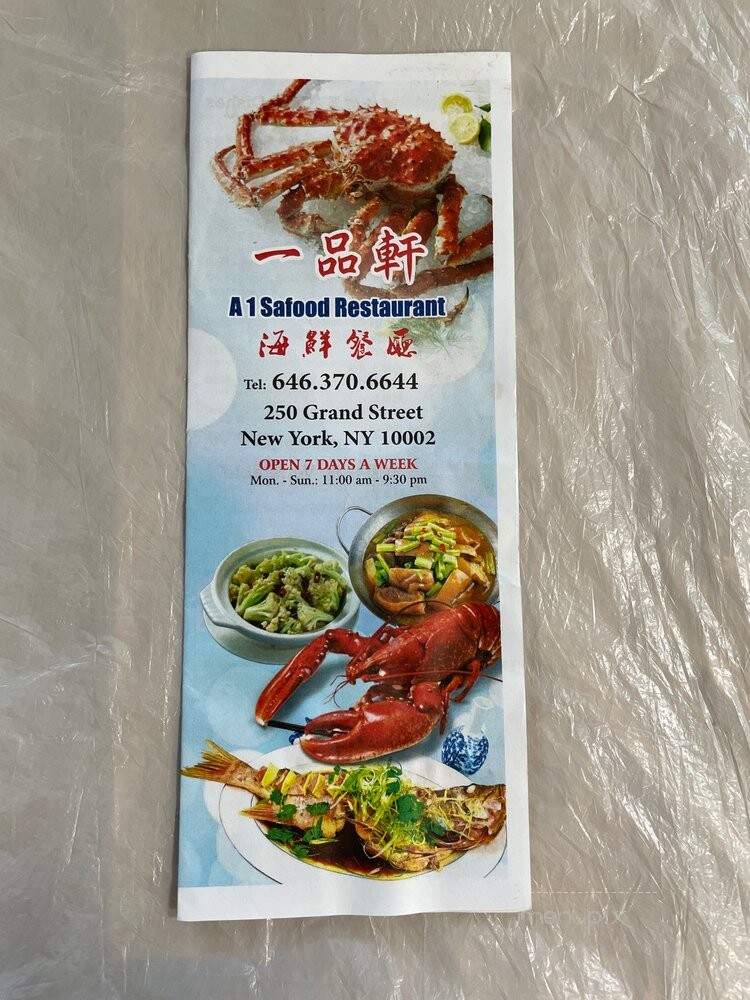 一品軒
A 1 Safood Restaurant
海鮮餐廳
Tel: 646.370.6644
250 Grand Street
New York, NY 10002
OPEN 7 DAYS A WEEK
Mon. - Sun.: 11:00 am - 9:30 pm